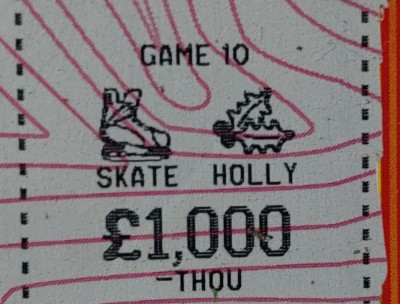 GAME 10
SKATE HOLLY
£1,000
-THOU